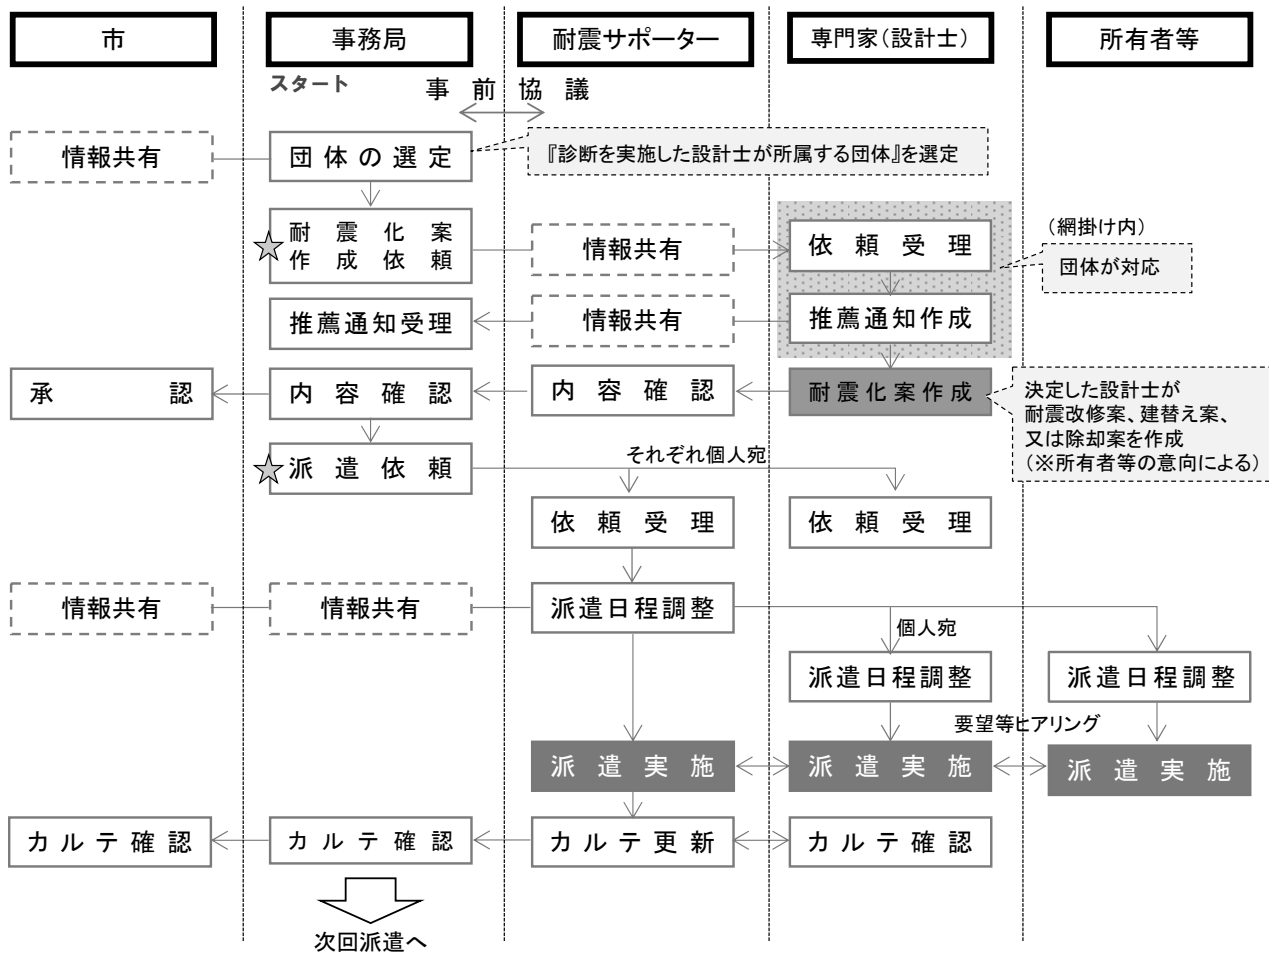 市
事務局
耐震サポーター
専門家（設計士）
所有者等
スタート
事前協議
情報共有
団体の選定
『診断を実施した設計士が所属する団体』を選定
耐震化案
作成依頼
情報共有
依頼受理
（網掛け内）
団体が対応
推薦通知受理
情報共有
推薦通知作成
承認
内容確認
内容確認
耐震化案作成
決定した設計士が
耐震改修案、建替え案、
又は除却案を作成
（※所有者等の意向による）
派遣依頼
それぞれ個人宛
依頼受理
依頼受理
情報共有
情報共有
派遣日程調整
個人宛
派遣日程調整
派遣日程調整
要望等ヒアリング
派遣実施
派遣実施
派遣実施
カルテ確認
カルテ確認
カルテ更新
カルテ確認
次回派遣へ